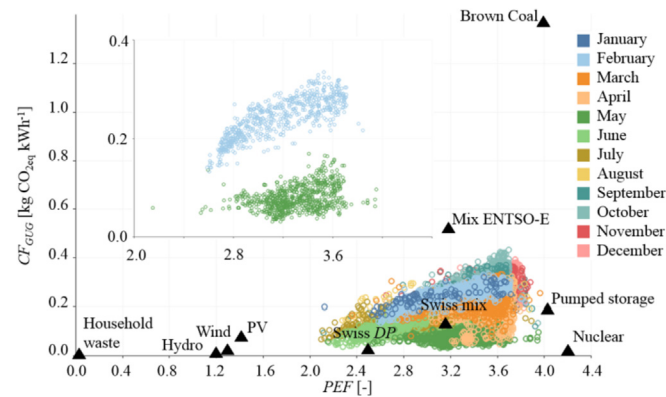 Brown Coal
1.2
1.0
0.8
0.6
0.4
0.2
0
CF_GUG [kg CO_2eq kWh^-1]
0.4
0.2
0.0
2.0 2.8 3.6
January
February
March
April
May
June
July
August
September
October
November
December
Mix ENTSO-E
Swiss mix
Pumped storage
Household
waste
Wind
PV
Hydro
Swiss DP
Nuclear
0.0 0.4 0.8 1.2 1.6 2.0 2.4 2.8 3.2 3.6 4.0 4.4
PEF [-]